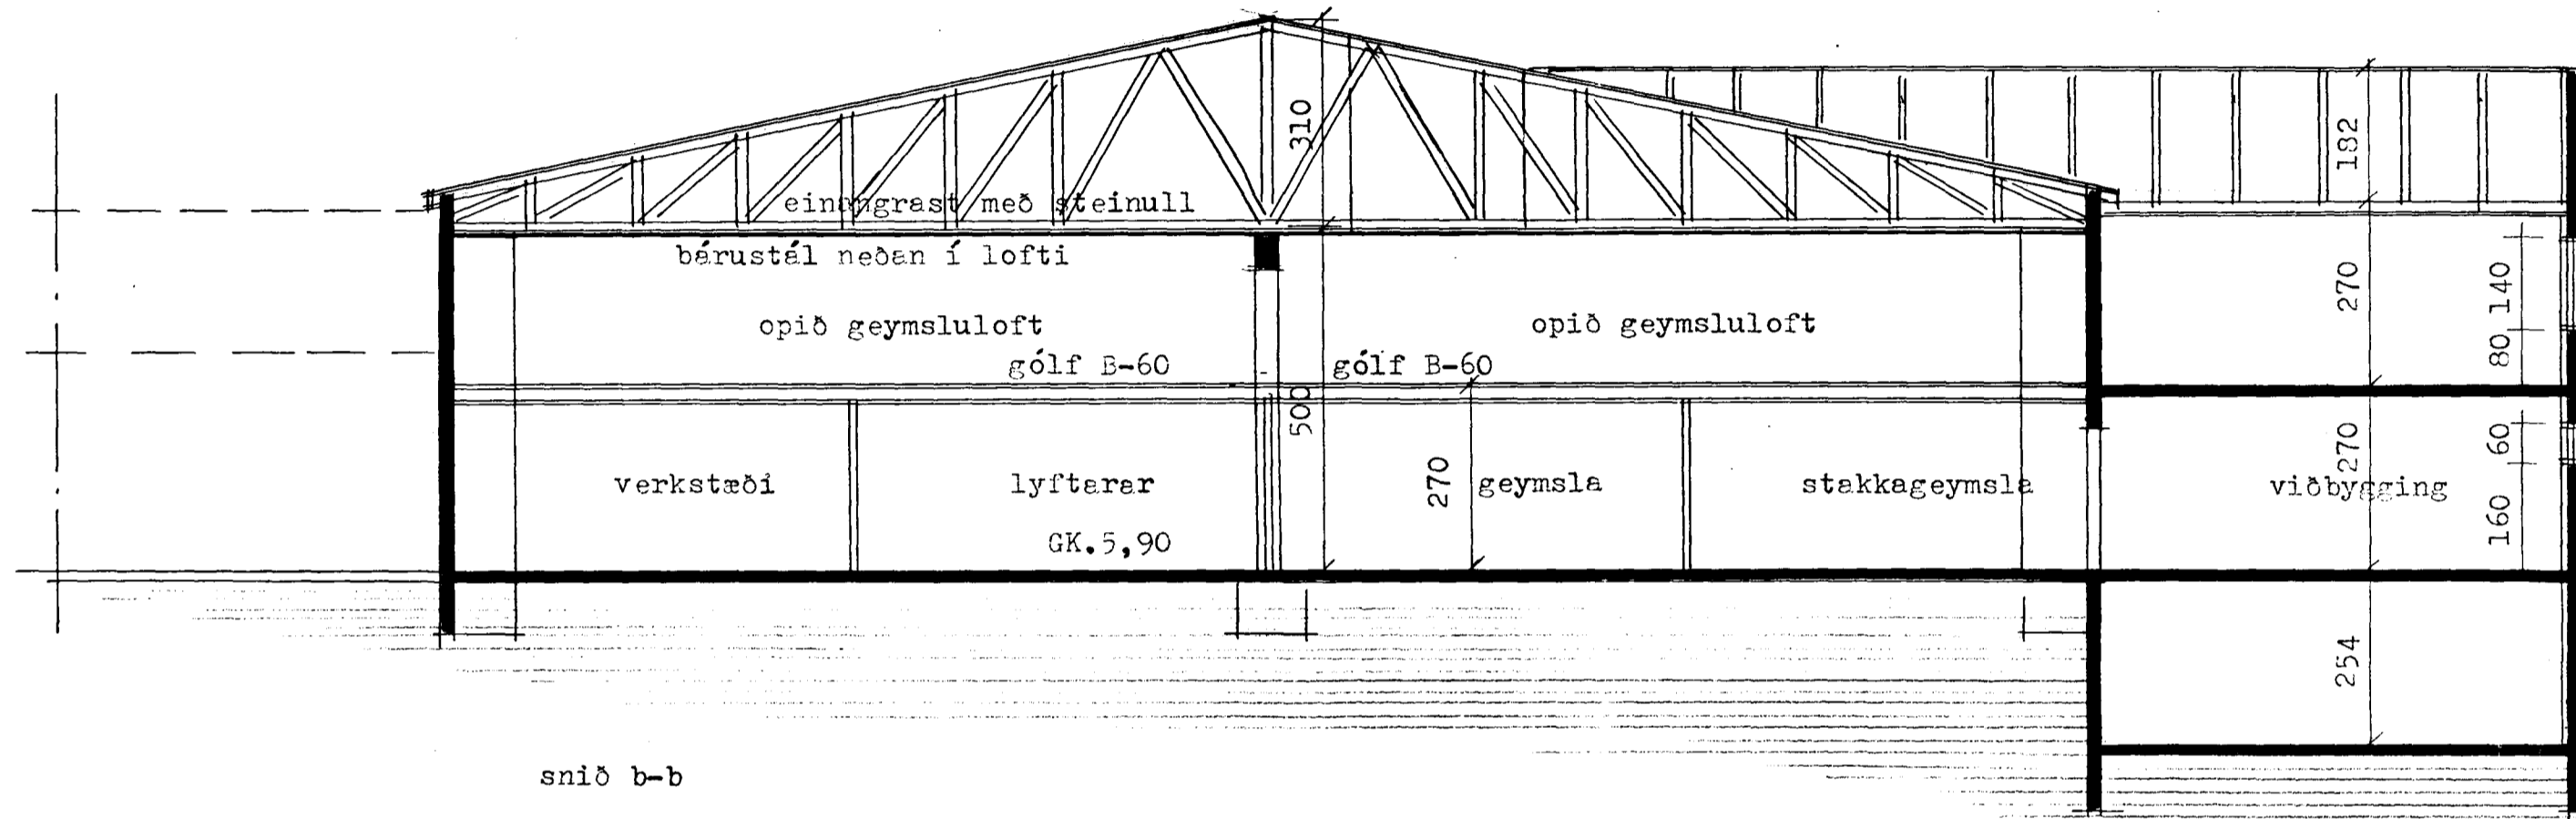 310
182
einangrast með steinull
bárustál neðan í lofti
opið geymsluloft
opið geymsluloft
270
140
gólf B-60
gólf B-60
80
500
verkstæði
lyftarar
270
geymsla
stakkageymsla
270
viðbygging
60
160
GK.5,90
254
snið b-b